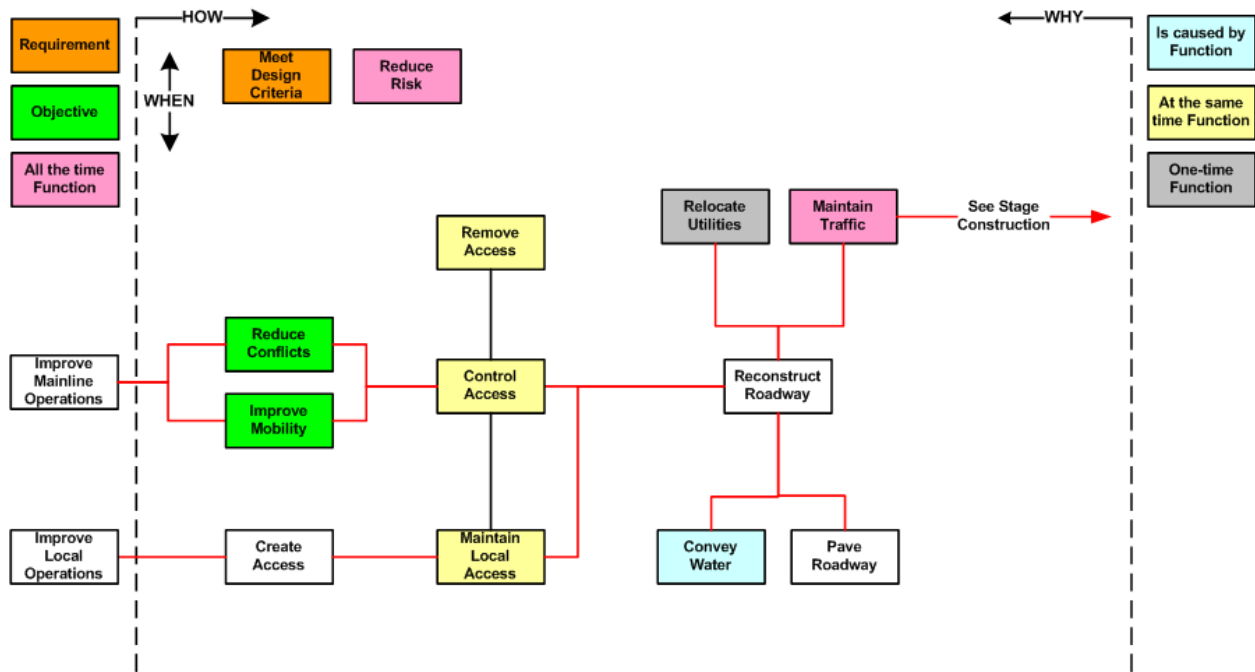 HOW
WHY
Requirement
Meet
Design
Criteria
Reduce
Risk
Is caused by
Function
WHEN
Objective
At the same
time Function
All the time
Function
One-time
Function
Relocate
Utilities
Maintain
Traffic
See Stage
Construction
Remove
Access
Reduce
Conflicts
Improve
Mainline
Operations
Control
Access
Reconstruct
Roadway
Improve
Mobility
Improve
Local
Operations
Create
Access
Maintain
Local
Access
Convey
Water
Pave
Roadway